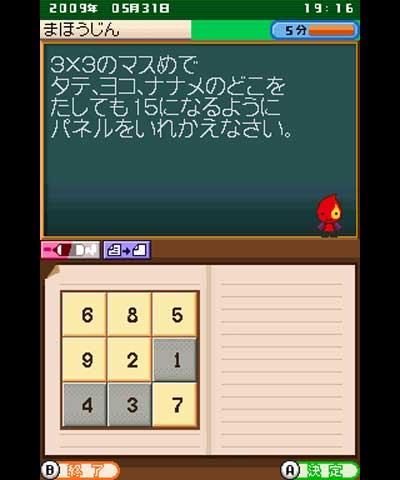 2009年 05月31日 19:16
まほうじん 5分
3×3のマスめで
タテ、ヨコ、ナナメのどこを
たしても15になるように
パネルをいれかえなさい。
6 8 5
9 2 1
4 3 7
B 終了 A 決定